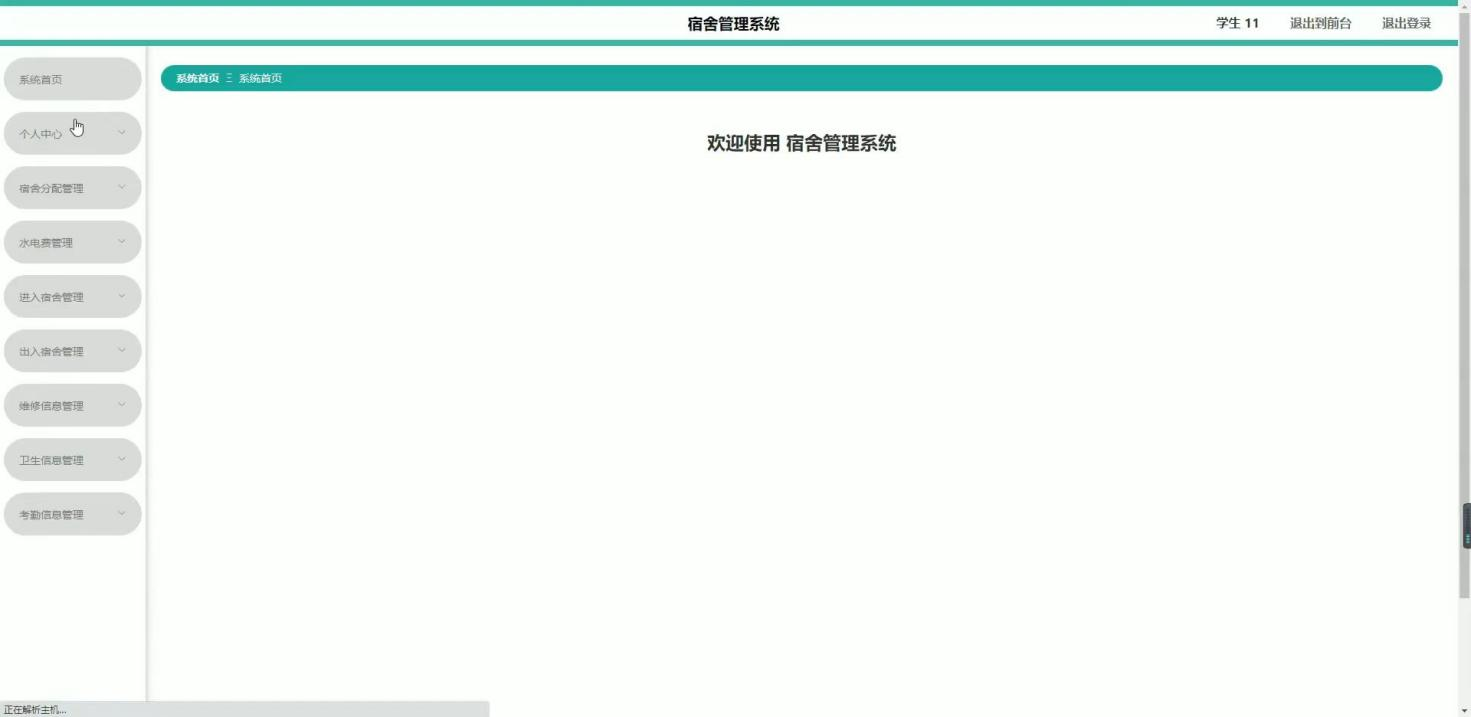 宿舍管理系统
学生 11 退出到前台 退出登录
系统首页
系统首页 Ξ 系统首页
个人中心
欢迎使用 宿舍管理系统
宿舍分配管理
水电费管理
进入宿舍管理
出入宿舍管理
维修信息管理
卫生信息管理
考勤信息管理
正在解析主机...